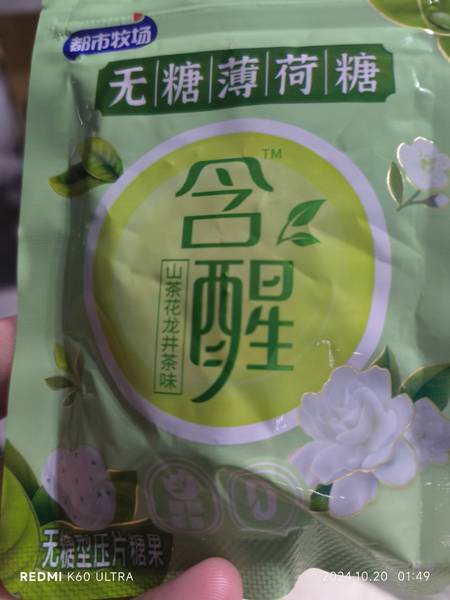 都市牧场
无糖薄荷糖
含醒
TM
山茶花龙井茶味
无糖型压片糖果
REDMI K60 ULTRA
2024.10.20 01:49